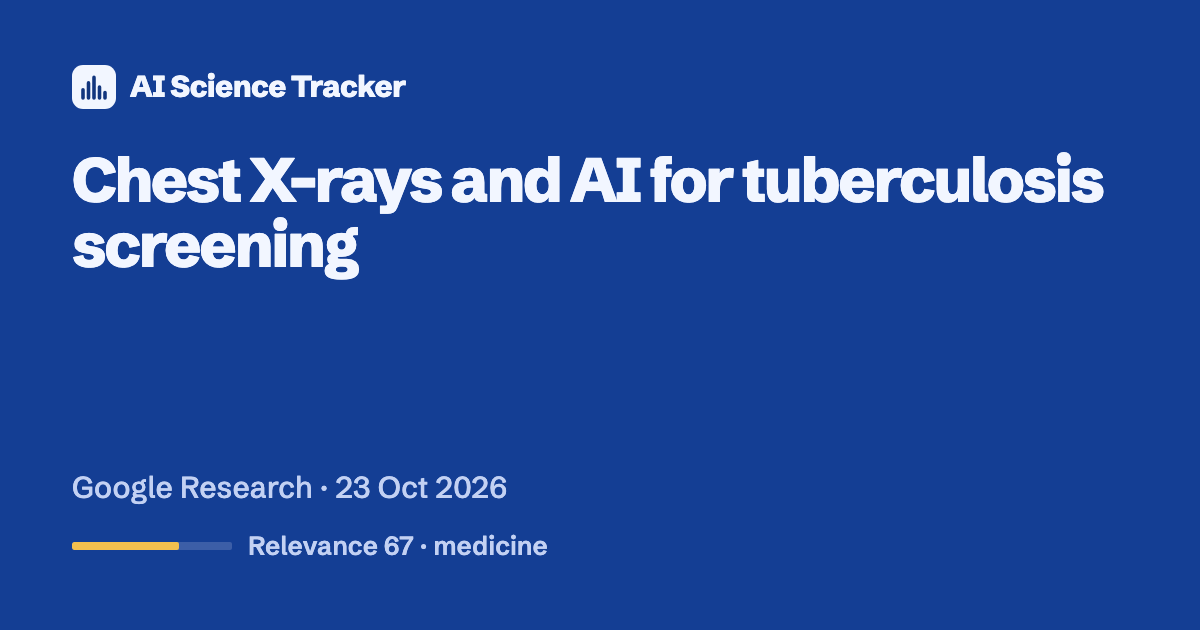 AI Science Tracker
Chest X-rays and AI for tuberculosis
screening
Google Research · 23 Oct 2026
Relevance 67 · medicine